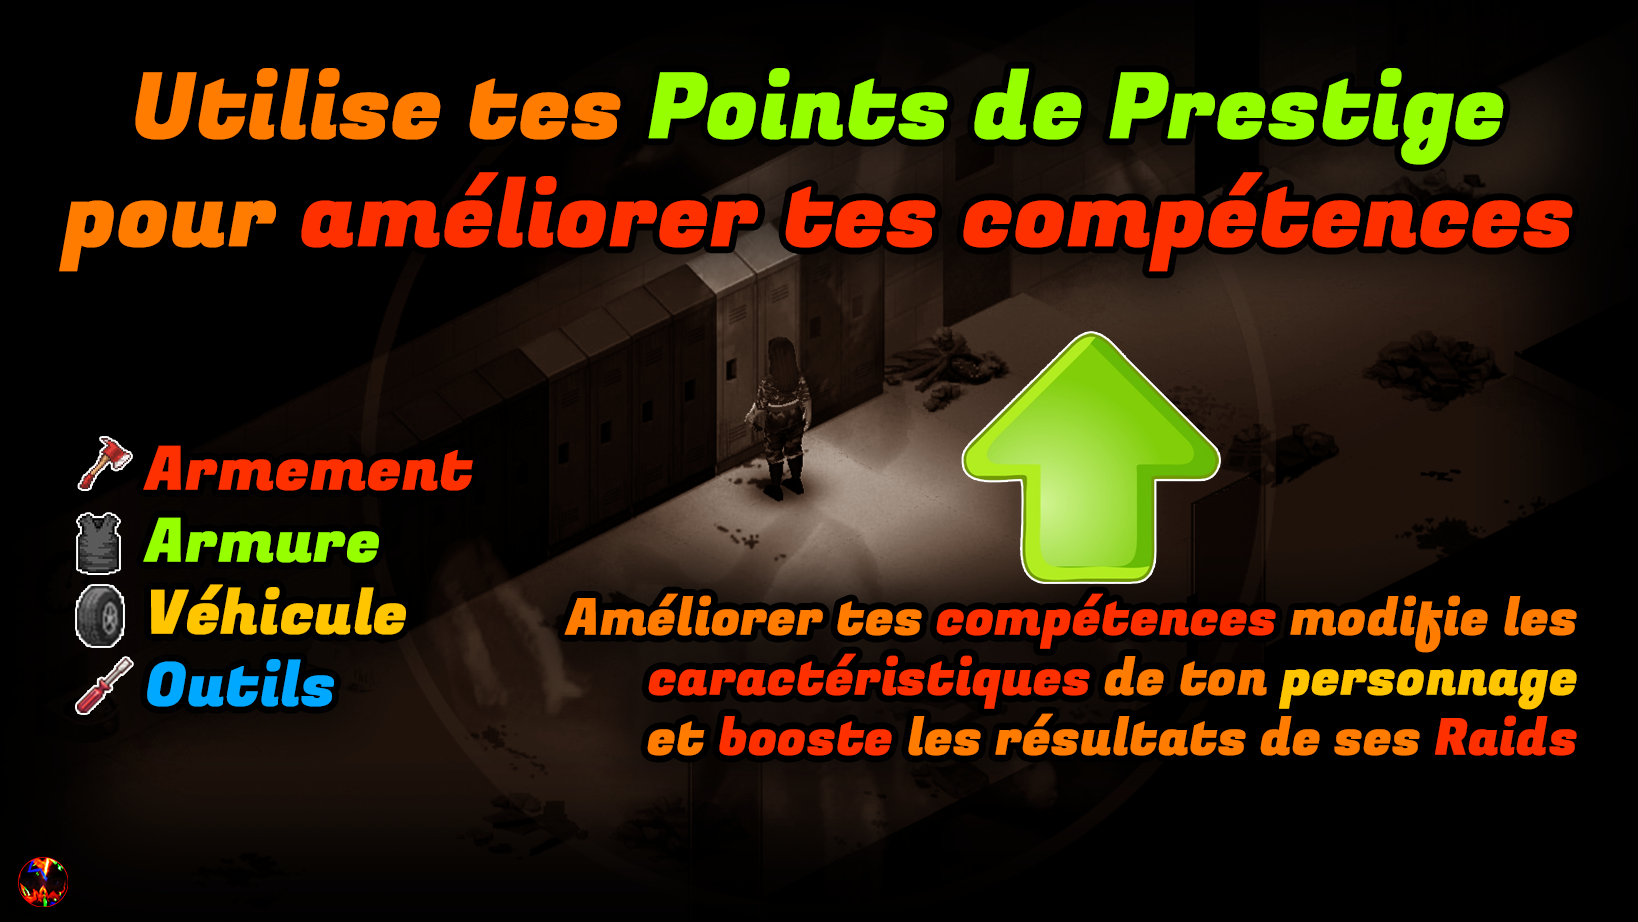 Utilise tes Points de Prestige
pour améliorer tes compétences
Armement
Armure
Véhicule
Outils
Améliorer tes compétences modifie les
caractéristiques de ton personnage
et booste les résultats de ses Raids